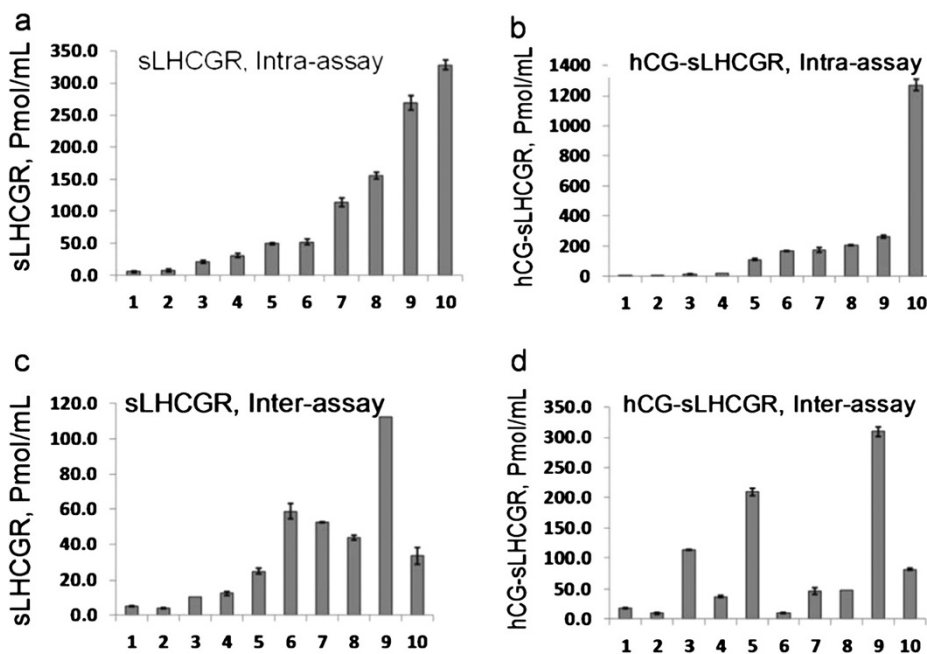 a
sLHCGR, Intra-assay
sLHCGR, Pmol/mL
350.0
300.0
250.0
200.0
150.0
100.0
50.0
0.0
1 2 3 4 5 6 7 8 9 10
b
hCG-sLHCGR, Intra-assay
hCG-sLHCGR, Pmol/mL
1400
1200
1000
800
600
400
200
0
1 2 3 4 5 6 7 8 9 10
c
sLHCGR, Inter-assay
sLHCGR, Pmol/mL
120.0
100.0
80.0
60.0
40.0
20.0
0.0
1 2 3 4 5 6 7 8 9 10
d
hCG-sLHCGR, Inter-assay
hCG-sLHCGR, Pmol/mL
350.0
300.0
250.0
200.0
150.0
100.0
50.0
0.0
1 2 3 4 5 6 7 8 9 10